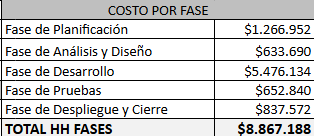 COSTO POR FASE
Fase de Planificación $1.266.952
Fase de Análisis y Diseño $633.690
Fase de Desarrollo $5.476.134
Fase de Pruebas $652.840
Fase de Despliegue y Cierre $837.572
TOTAL HH FASES $8.867.188